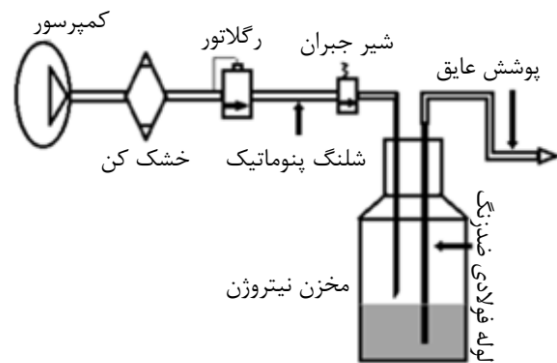 کمپرسور
رگلاتور
شیر جبران
پوشش عایق
خشک کن
شلنگ پنوماتیک
مخزن نیتروژن
لوله فولادی ضدزنگ